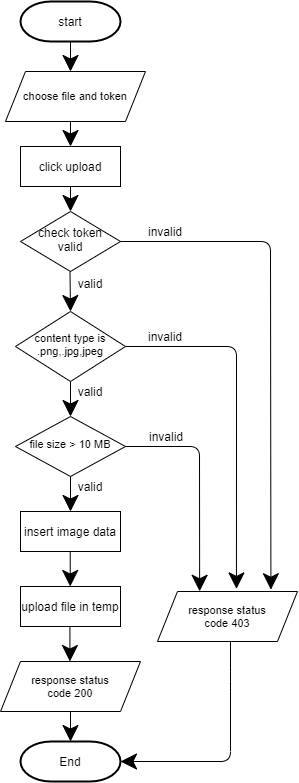 start
choose file and token
click upload
check token
valid
invalid
valid
content type is
.png,.jpg,jpeg
invalid
valid
file size > 10 MB
invalid
valid
insert image data
upload file in temp
response status
code 403
response status
code 200
End